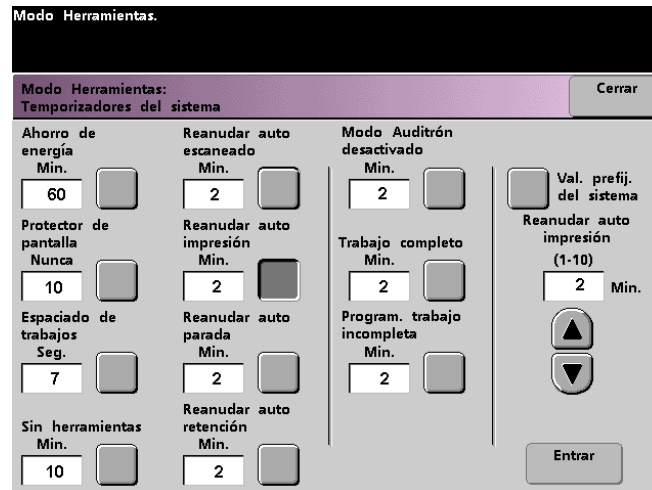 Modo Herramientas.
Modo Herramientas:
Temporizadores del sistema
Cerrar
Ahorro de
energía
Min.
60
Protector de
pantalla
Nunca
10
Espaciado de
trabajos
Seg.
7
Sin herramientas
Min.
10
Reanudar auto
escaneado
Min.
2
Reanudar auto
impresión
Min.
2
Reanudar auto
parada
Min.
2
Reanudar auto
retención
Min.
2
Modo Auditrón
desactivado
Min.
2
Trabajo completo
Min.
2
Program. trabajo
incompleta
Min.
2
Val. prefij.
del sistema
Reanudar auto
impresión
(1-10)
2 Min.
Entrar